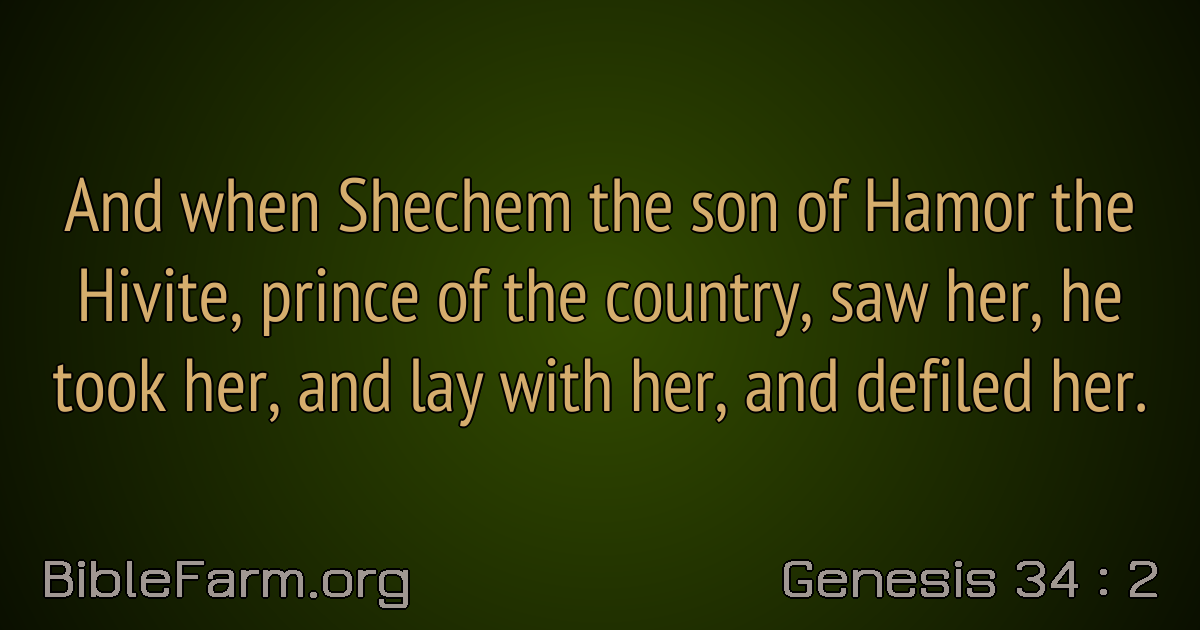 And when Shechem the son of Hamor the
Hivite, prince of the country, saw her, he
took her, and lay with her, and defiled her.
BibleFarm.org
Genesis 34 : 2